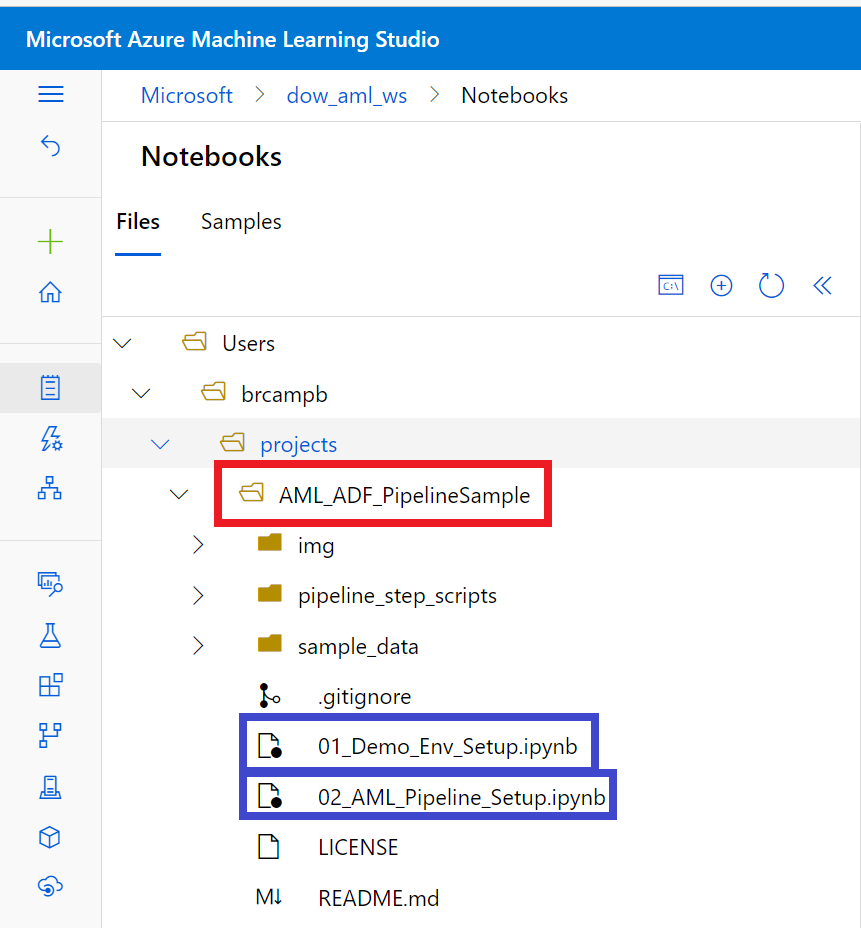 Microsoft Azure Machine Learning Studio
Microsoft > dow_aml_ws > Notebooks
Notebooks
Files Samples
C:\
Users
brcampb
projects
AML_ADF_PipelineSample
img
pipeline_step_scripts
sample_data
.gitignore
01_Demo_Env_Setup.ipynb
02_AML_Pipeline_Setup.ipynb
LICENSE
M↓ README.md